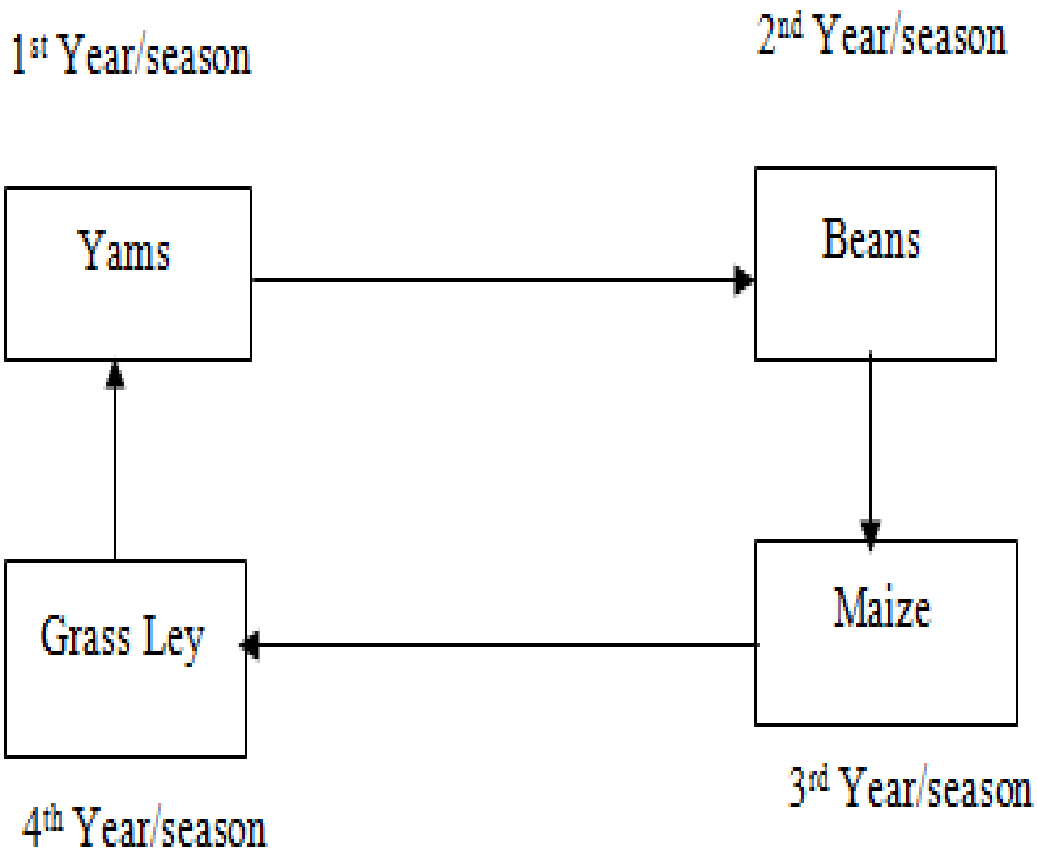 1st Year/season
2nd Year/season
Yams
Beans
Grass Ley
Maize
4th Year/season
3rd Year/season